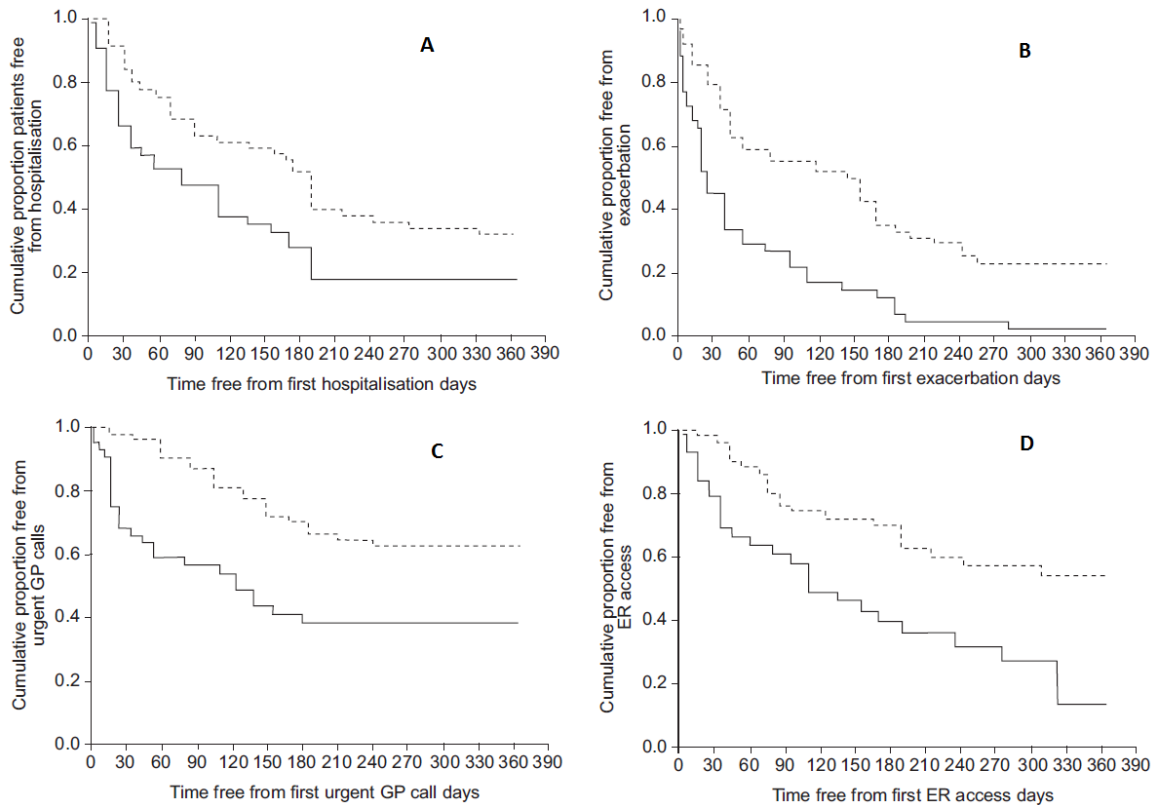 A
Cumulative proportion patients free
from hospitalisation
1.0
0.8
0.6
0.4
0.2
0.0
0 30 60 90 120 150 180 210 240 270 300 330 360 390
Time free from first hospitalisation days
B
Cumulative proportion free from
exacerbation
1.0
0.8
0.6
0.4
0.2
0.0
0 30 60 90 120 150 180 210 240 270 300 330 360 390
Time free from first exacerbation days
C
Cumulative proportion free from
urgent GP calls
1.0
0.8
0.6
0.4
0.2
0.0
0 30 60 90 120 150 180 210 240 270 300 330 360 390
Time free from first urgent GP call days
D
Cumulative proportion free from
ER access
1.0
0.8
0.6
0.4
0.2
0.0
0 30 60 90 120 150 180 210 240 270 300 330 360 390
Time free from first ER access days